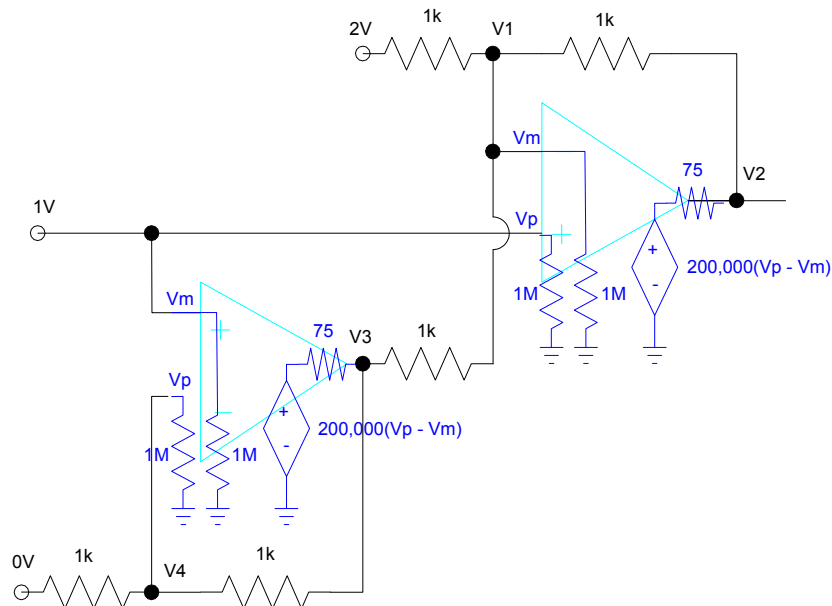 1k
V1
1k
2V
Vm
75
V2
1V
Vp
+
+
-
200,000(Vp - Vm)
1M
1M
Vm
+
75
V3
1k
Vp
+
+
-
200,000(Vp - Vm)
1M
1M
0V
1k
V4
1k